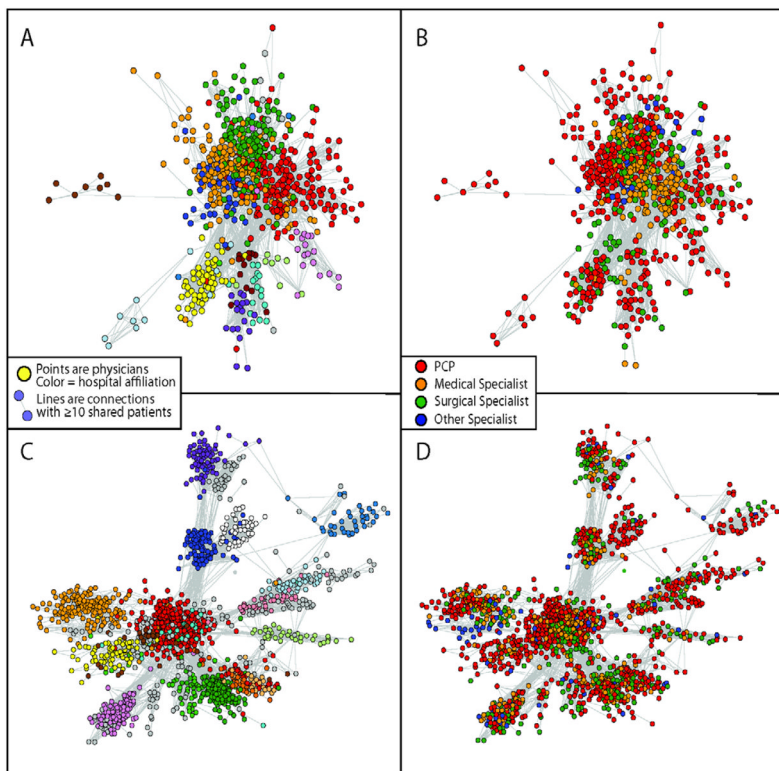 A
B
Points are physicians
Color = hospital affiliation
Lines are connections
with ≥10 shared patients
PCP
Medical Specialist
Surgical Specialist
Other Specialist
C
D